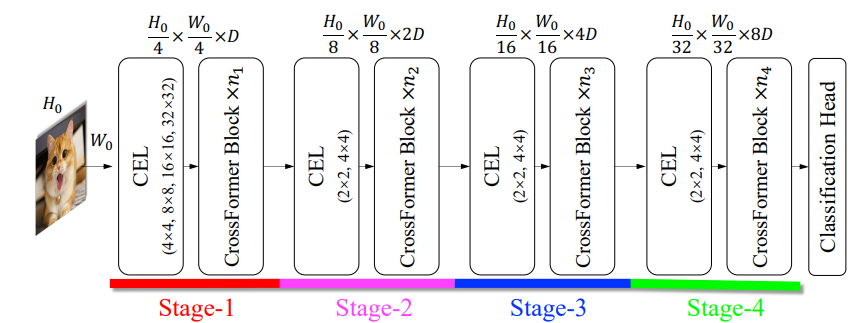 H₀/4 × W₀/4 × D
H₀/8 × W₀/8 × 2D
H₀/16 × W₀/16 × 4D
H₀/32 × W₀/32 × 8D
H₀
W₀
CEL
(4×4, 8×8, 16×16, 32×32)
CrossFormer Block ×n₁
CEL
(2×2, 4×4)
CrossFormer Block ×n₂
CEL
(2×2, 4×4)
CrossFormer Block ×n₃
CEL
(2×2, 4×4)
CrossFormer Block ×n₄
Classification Head
Stage-1
Stage-2
Stage-3
Stage-4